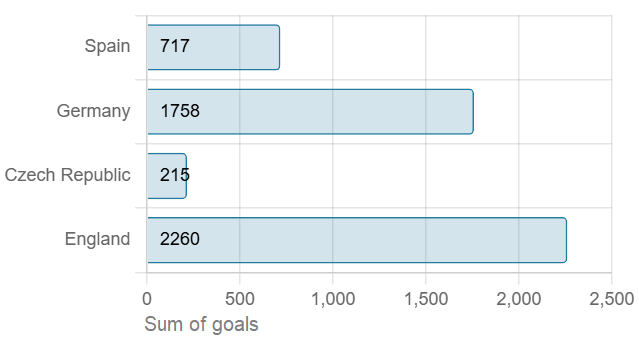 Spain
717
Germany
1758
Czech Republic
215
England
2260
0 500 1,000 1,500 2,000 2,500
Sum of goals